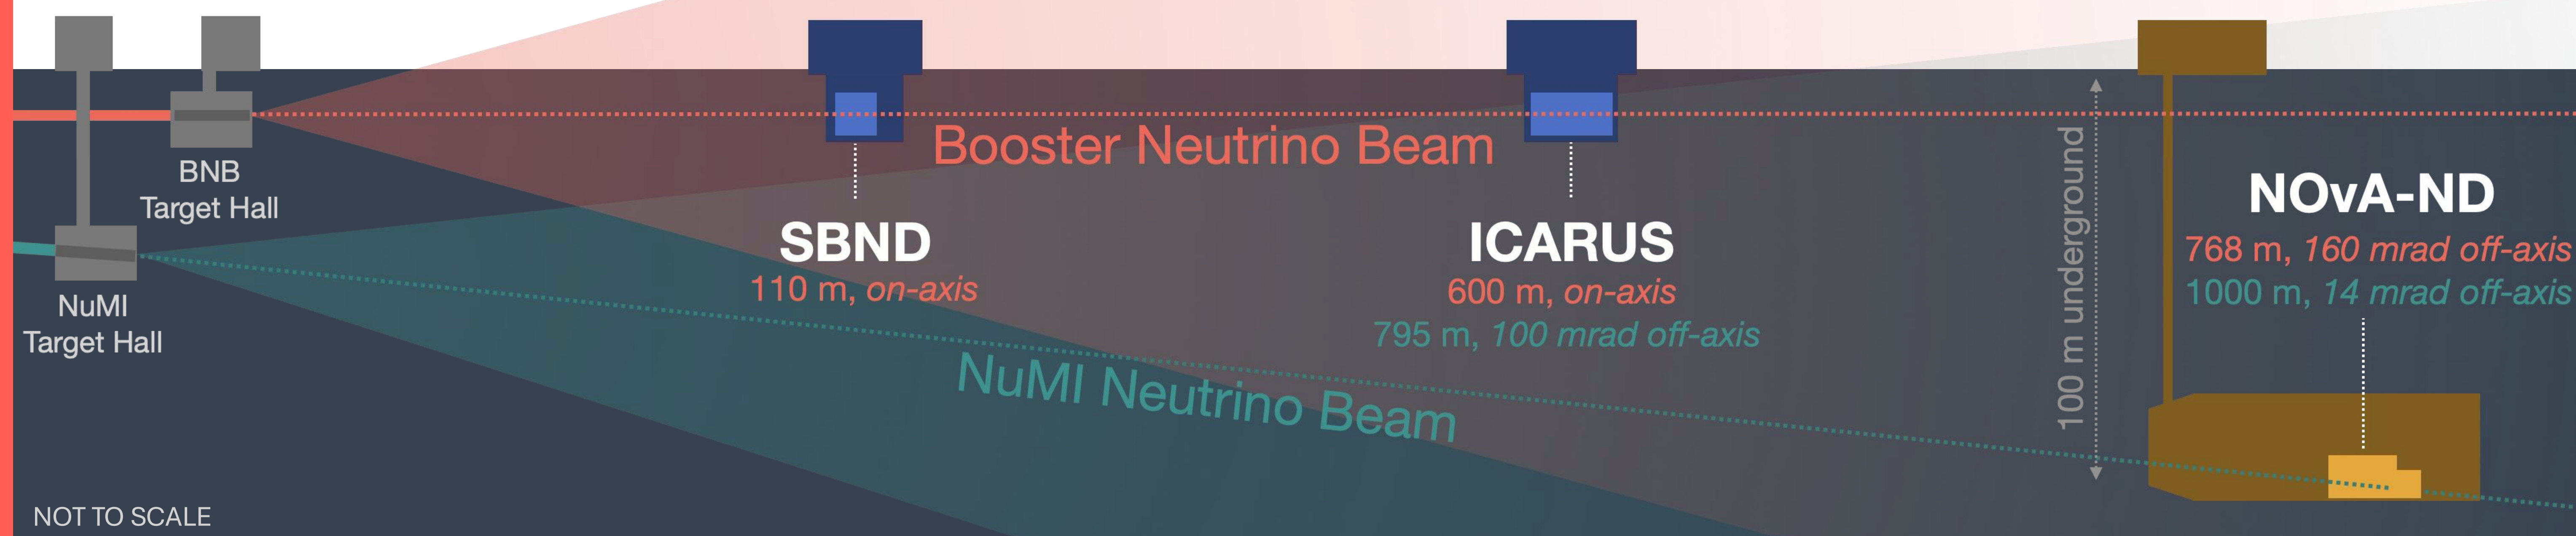 BNB
Target Hall
NuMI
Target Hall
NOT TO SCALE
Booster Neutrino Beam
NuMI Neutrino Beam
SBND
110 m, on-axis
ICARUS
600 m, on-axis
795 m, 100 mrad off-axis
100 m underground
NOvA-ND
768 m, 160 mrad off-axis
1000 m, 14 mrad off-axis